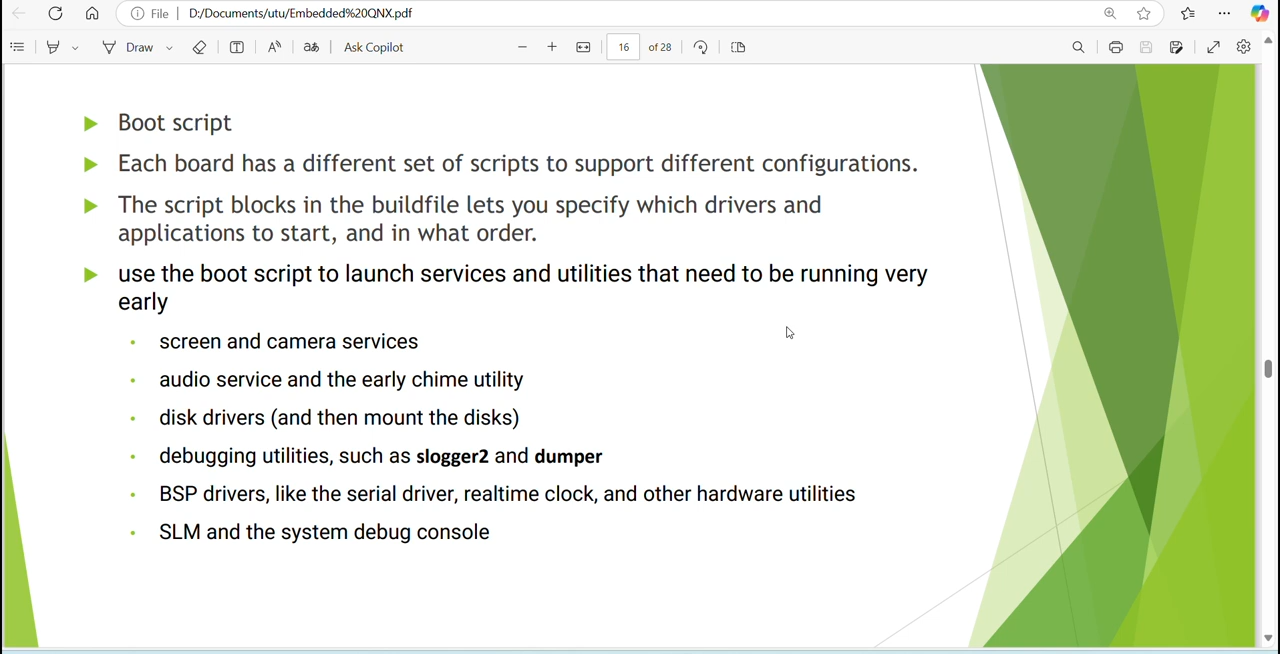 File | D:/Documents/utu/Embedded%20QNX.pdf
Draw
A
aあ
Ask Copilot
16 of 28
Boot script
Each board has a different set of scripts to support different configurations.
The script blocks in the buildfile lets you specify which drivers and
applications to start, and in what order.
use the boot script to launch services and utilities that need to be running very
early
screen and camera services
audio service and the early chime utility
disk drivers (and then mount the disks)
debugging utilities, such as slogger2 and dumper
BSP drivers, like the serial driver, realtime clock, and other hardware utilities
SLM and the system debug console